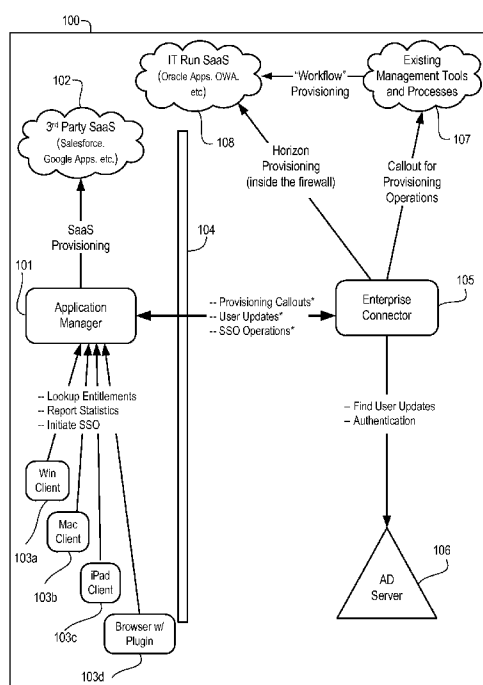 100
102
3rd Party SaaS
(Salesforce.
Google Apps. etc.)
IT Run SaaS
(Oracle Apps. OWA.
etc)
108
"Workflow"
Provisioning
Existing
Management Tools
and Processes
107
SaaS
Provisioning
104
Horizon
Provisioning
(inside the firewall)
Callout for
Provisioning
Operations
101
Application
Manager
-- Provisioning Callouts*
-- User Updates*
-- SSO Operations*
Enterprise
Connector
105
-- Lookup Entitlements
-- Report Statistics
-- Initiate SSO
-- Find User Updates
-- Authentication
Win
Client
103a
Mac
Client
103b
iPad
Client
103c
Browser w/
Plugin
103d
AD
Server
106